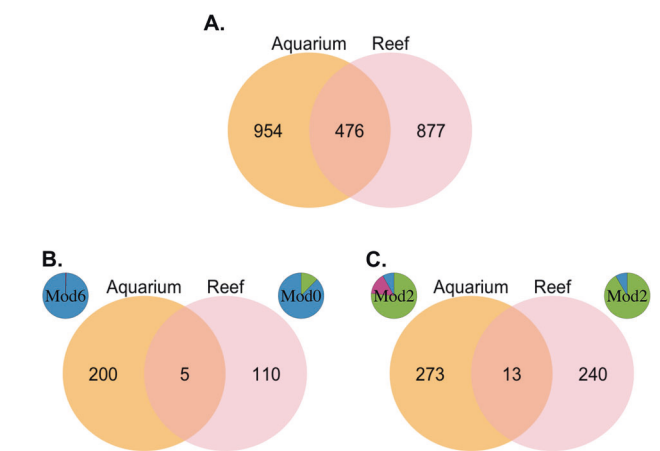 A.
Aquarium Reef
954 476 877
B.
Mod6 Aquarium Reef Mod0
200 5 110
C.
Mod2 Aquarium Reef Mod2
273 13 240